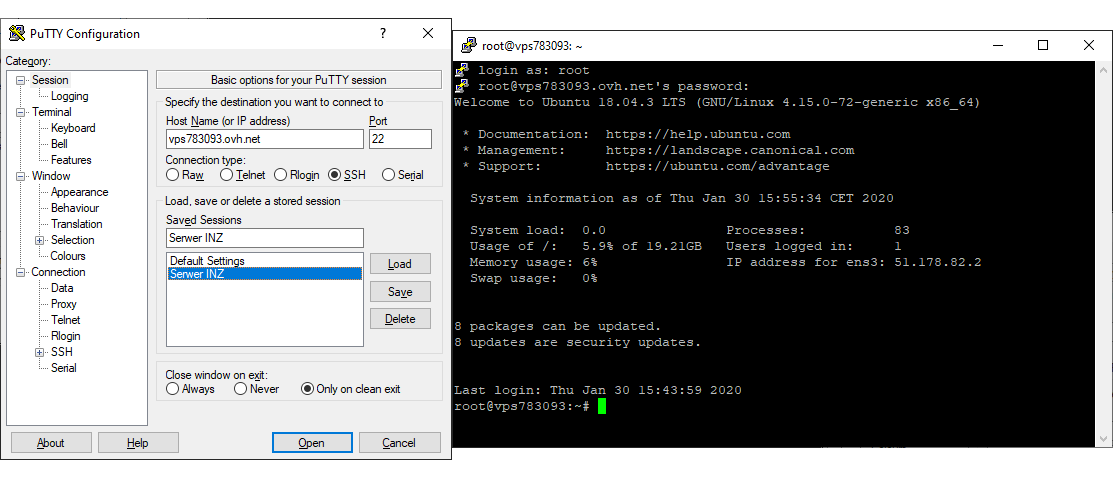 PuTTY Configuration
?
Category:
Session
Logging
Terminal
Keyboard
Bell
Features
Window
Appearance
Behaviour
Translation
Selection
Colours
Connection
Data
Proxy
Telnet
Rlogin
SSH
Serial
Basic options for your PuTTY session
Specify the destination you want to connect to
Host Name (or IP address) Port
vps783093.ovh.net 22
Connection type:
Raw Telnet Rlogin SSH Serial
Load, save or delete a stored session
Saved Sessions
Serwer INZ
Default Settings
Serwer INZ
Load
Save
Delete
Close window on exit:
Always Never Only on clean exit
About Help Open Cancel
root@vps783093: ~
login as: root
root@vps783093.ovh.net's password:
Welcome to Ubuntu 18.04.3 LTS (GNU/Linux 4.15.0-72-generic x86_64)
* Documentation: https://help.ubuntu.com
* Management: https://landscape.canonical.com
* Support: https://ubuntu.com/advantage
System information as of Thu Jan 30 15:55:34 CET 2020
System load: 0.0 Processes: 83
Usage of /: 5.9% of 19.21GB Users logged in: 1
Memory usage: 6% IP address for ens3: 51.178.82.2
Swap usage: 0%
8 packages can be updated.
8 updates are security updates.
Last login: Thu Jan 30 15:43:59 2020
root@vps783093:~#